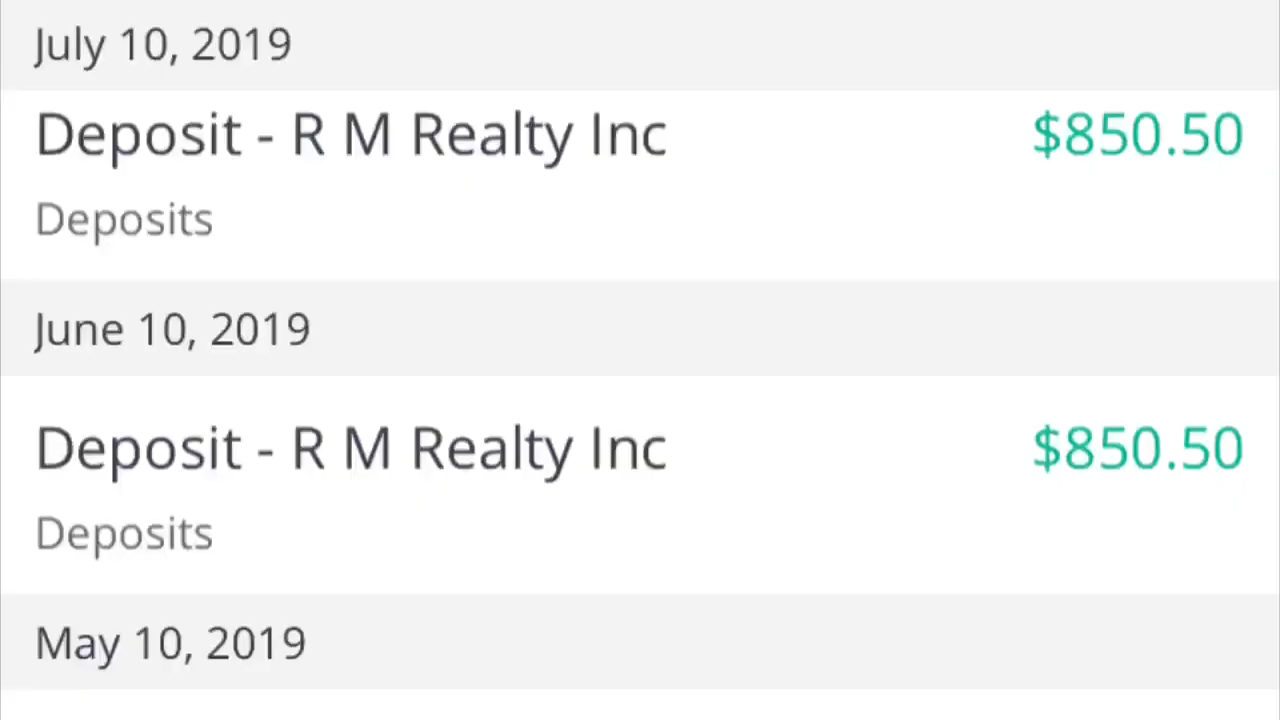 July 10, 2019
Deposit - R M Realty Inc $850.50
Deposits
June 10, 2019
Deposit - R M Realty Inc $850.50
Deposits
May 10, 2019